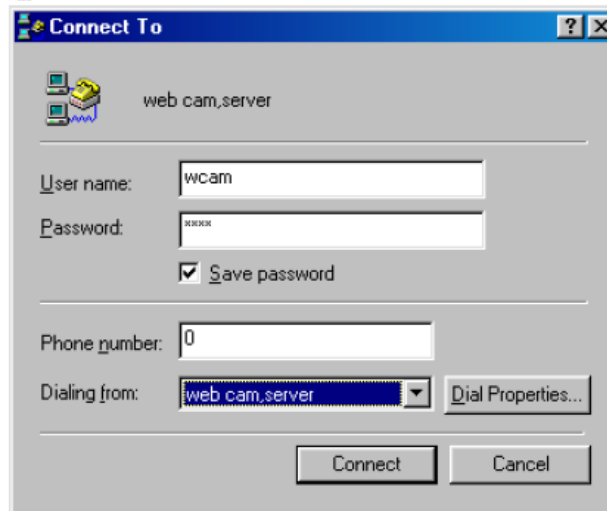 Connect To
web cam,server
User name: wcam
Password: ****
Save password
Phone number: 0
Dialing from: web cam,server Dial Properties...
Connect Cancel